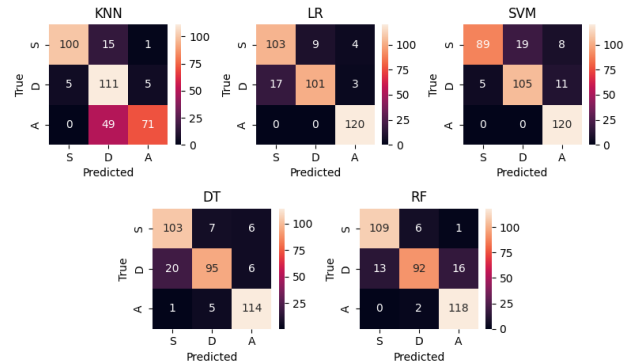 KNN LR SVM
S 100 15 1 100 S 103 9 4 100 S 89 19 8 100
75 75 75
True D 5 111 5 50 True D 17 101 3 50 True D 5 105 11 50
25 25 25
A 0 49 71 0 A 0 0 120 0 A 0 0 120 0
S D A S D A S D A
Predicted Predicted Predicted
DT RF
S 103 7 6 100 S 109 6 1 100
75 75
True D 20 95 6 50 True D 13 92 16 50
25 25
A 1 5 114 A 0 2 118 0
S D A S D A
Predicted Predicted